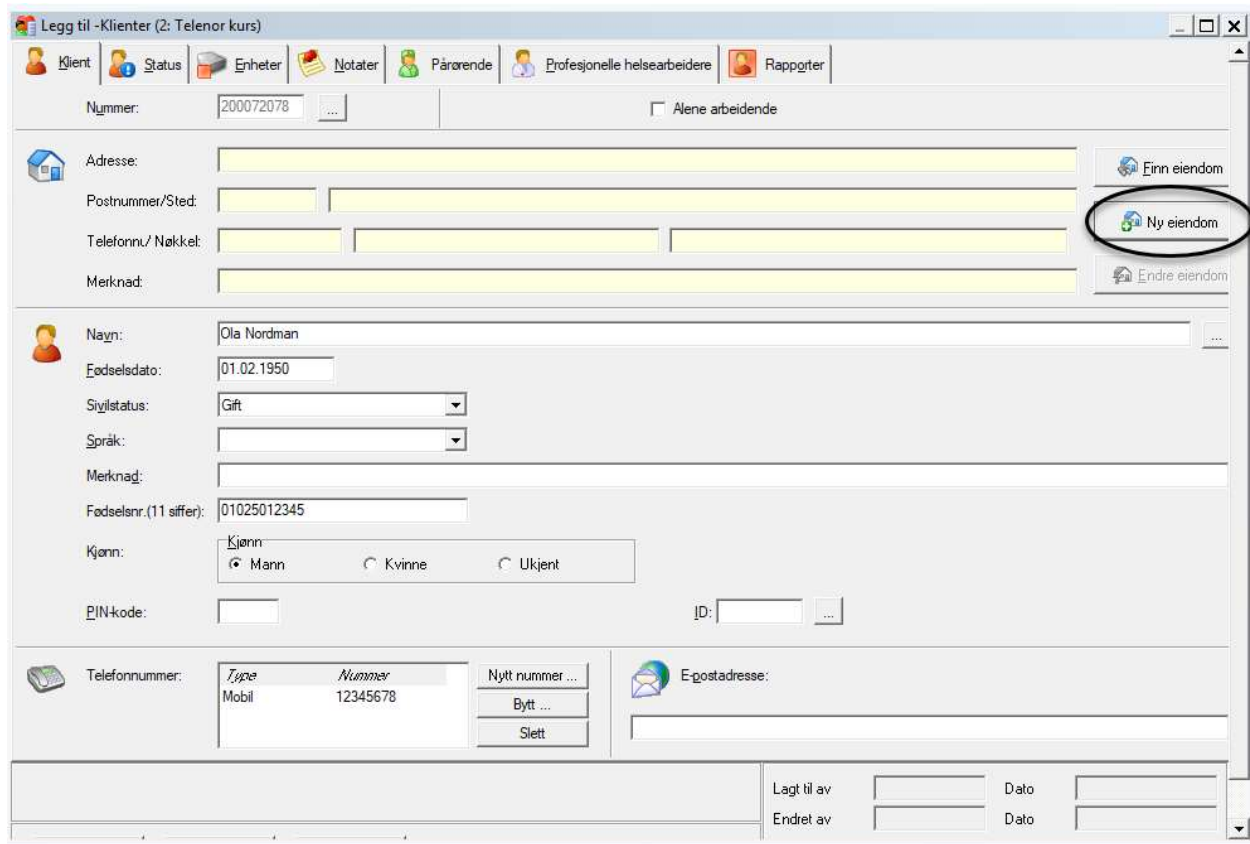 Legg til -Klienter (2: Telenor kurs)
Klient Status Enheter Notater Pårørende Profesjonelle helsearbeidere Rapporter
Nummer: 200072078 ... Alene arbeidende
Adresse: Finn eiendom
Postnummer/Sted: Ny eiendom
Telefonnu/ Nøkkel:
Merknad: Endre eiendom
Navn: Ola Nordman ...
Fødselsdato: 01.02.1950
Sivilstatus: Gift
Språk:
Merknad:
Fødselsnr.(11 siffer): 01025012345
Kjønn
Kjønn: Mann Kvinne Ukjent
PIN-kode: ID: ...
Telefonnummer: Type Nummer Nytt nummer ... E-postadresse:
Mobil 12345678 Bytt ...
Slett
Lagt til av Dato
Endret av Dato